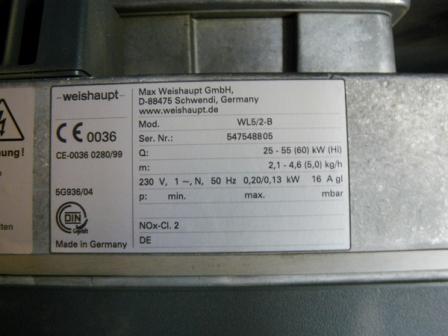 weishaupt
Max Weishaupt GmbH,
D-88475 Schwendi, Germany
www.weishaupt.de
CE 0036
Mod. WL5/2-B
Ser. Nr.: 547548805
CE-0036 0280/99
Q: 25 - 55 (60) kW (Hi)
m: 2,1 - 4,6 (5,0) kg/h
5G936/04
230 V, 1 ~, N, 50 Hz 0,20/0,13 kW 16 A gl
p: min. max. mbar
DIN
NOx-Cl. 2
Made in Germany
DE